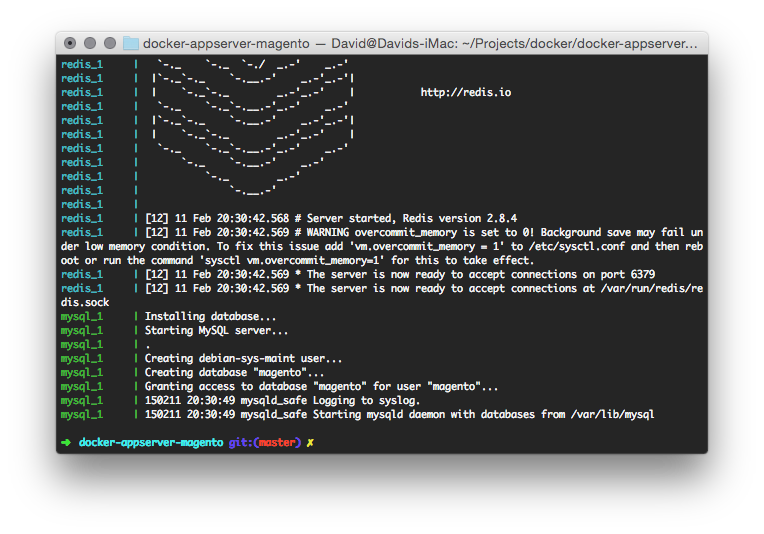 docker-appserver-magento — David@Davids-iMac: ~/Projects/docker/docker-appserver...
redis_1     |  `-._    `-._  `-./  _.-'    _.-'
redis_1     | |`-._`-._    `-.__.-'    _.-'_.-'|
redis_1     | |    `-._`-._        _.-'_.-'    |          http://redis.io
redis_1     |  `-._    `-._`-.__.-'_.-'    _.-'
redis_1     | |`-._`-._    `-.__.-'    _.-'_.-'|
redis_1     | |    `-._`-._        _.-'_.-'    |
redis_1     |  `-._    `-._`-.__.-'_.-'    _.-'
redis_1     |      `-._    `-.__.-'    _.-'
redis_1     |          `-._        _.-'
redis_1     |              `-.__.-'
redis_1     |
redis_1     | [12] 11 Feb 20:30:42.568 # Server started, Redis version 2.8.4
redis_1     | [12] 11 Feb 20:30:42.569 # WARNING overcommit_memory is set to 0! Background save may fail un
der low memory condition. To fix this issue add 'vm.overcommit_memory = 1' to /etc/sysctl.conf and then reb
oot or run the command 'sysctl vm.overcommit_memory=1' for this to take effect.
redis_1     | [12] 11 Feb 20:30:42.569 * The server is now ready to accept connections on port 6379
redis_1     | [12] 11 Feb 20:30:42.569 * The server is now ready to accept connections at /var/run/redis/re
dis.sock
mysql_1     | Installing database...
mysql_1     | Starting MySQL server...
mysql_1     | .
mysql_1     | Creating debian-sys-maint user...
mysql_1     | Creating database "magento"...
mysql_1     | Granting access to database "magento" for user "magento"...
mysql_1     | 150211 20:30:49 mysqld_safe Logging to syslog.
mysql_1     | 150211 20:30:49 mysqld_safe Starting mysqld daemon with databases from /var/lib/mysql
➜ docker-appserver-magento git:(master) ✗